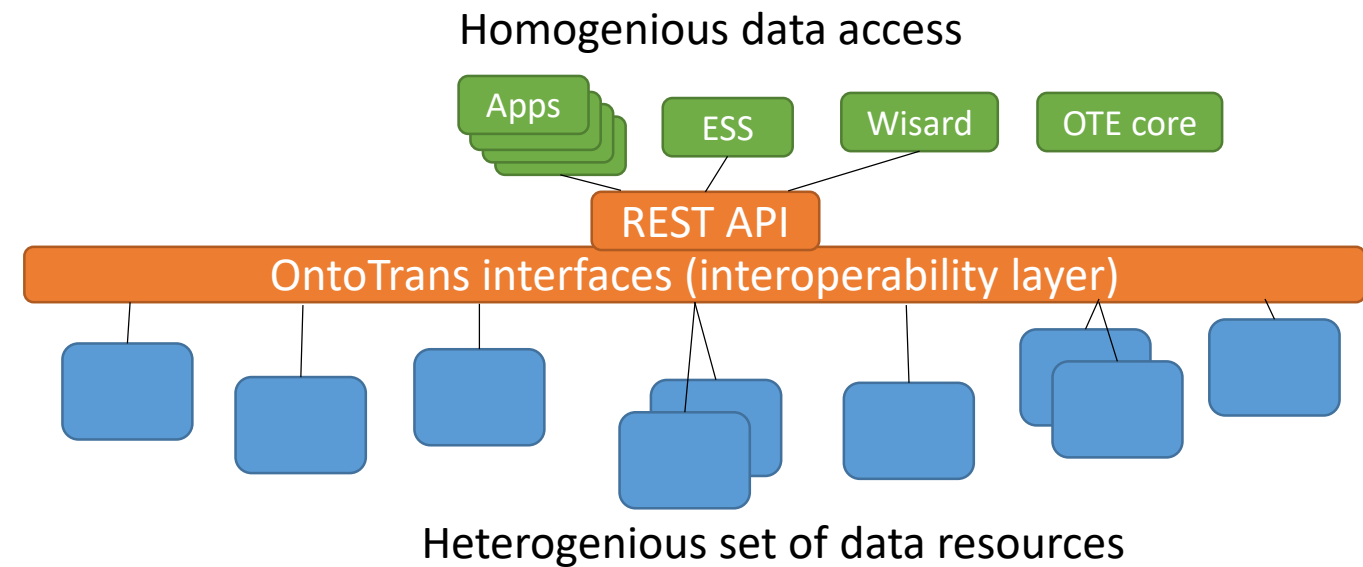 Homogenious data access
Apps
ESS
Wisard
OTE core
REST API
OntoTrans interfaces (interoperability layer)
Heterogenious set of data resources